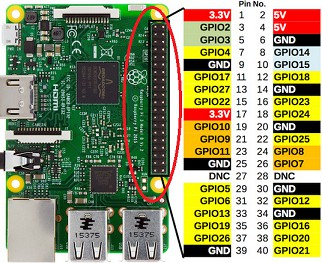 Pin No.
3.3V 1 2 5V
GPIO2 3 4 5V
GPIO3 5 6 GND
GPIO4 7 8 GPIO14
GND 9 10 GPIO15
GPIO17 11 12 GPIO18
GPIO27 13 14 GND
GPIO22 15 16 GPIO23
3.3V 17 18 GPIO24
GPIO10 19 20 GND
GPIO9 21 22 GPIO25
GPIO11 23 24 GPIO8
GND 25 26 GPIO7
DNC 27 28 DNC
GPIO5 29 30 GND
GPIO6 31 32 GPIO12
GPIO13 33 34 GND
GPIO19 35 36 GPIO16
GPIO26 37 38 GPIO20
GND 39 40 GPIO21
HDMI
15375 15375